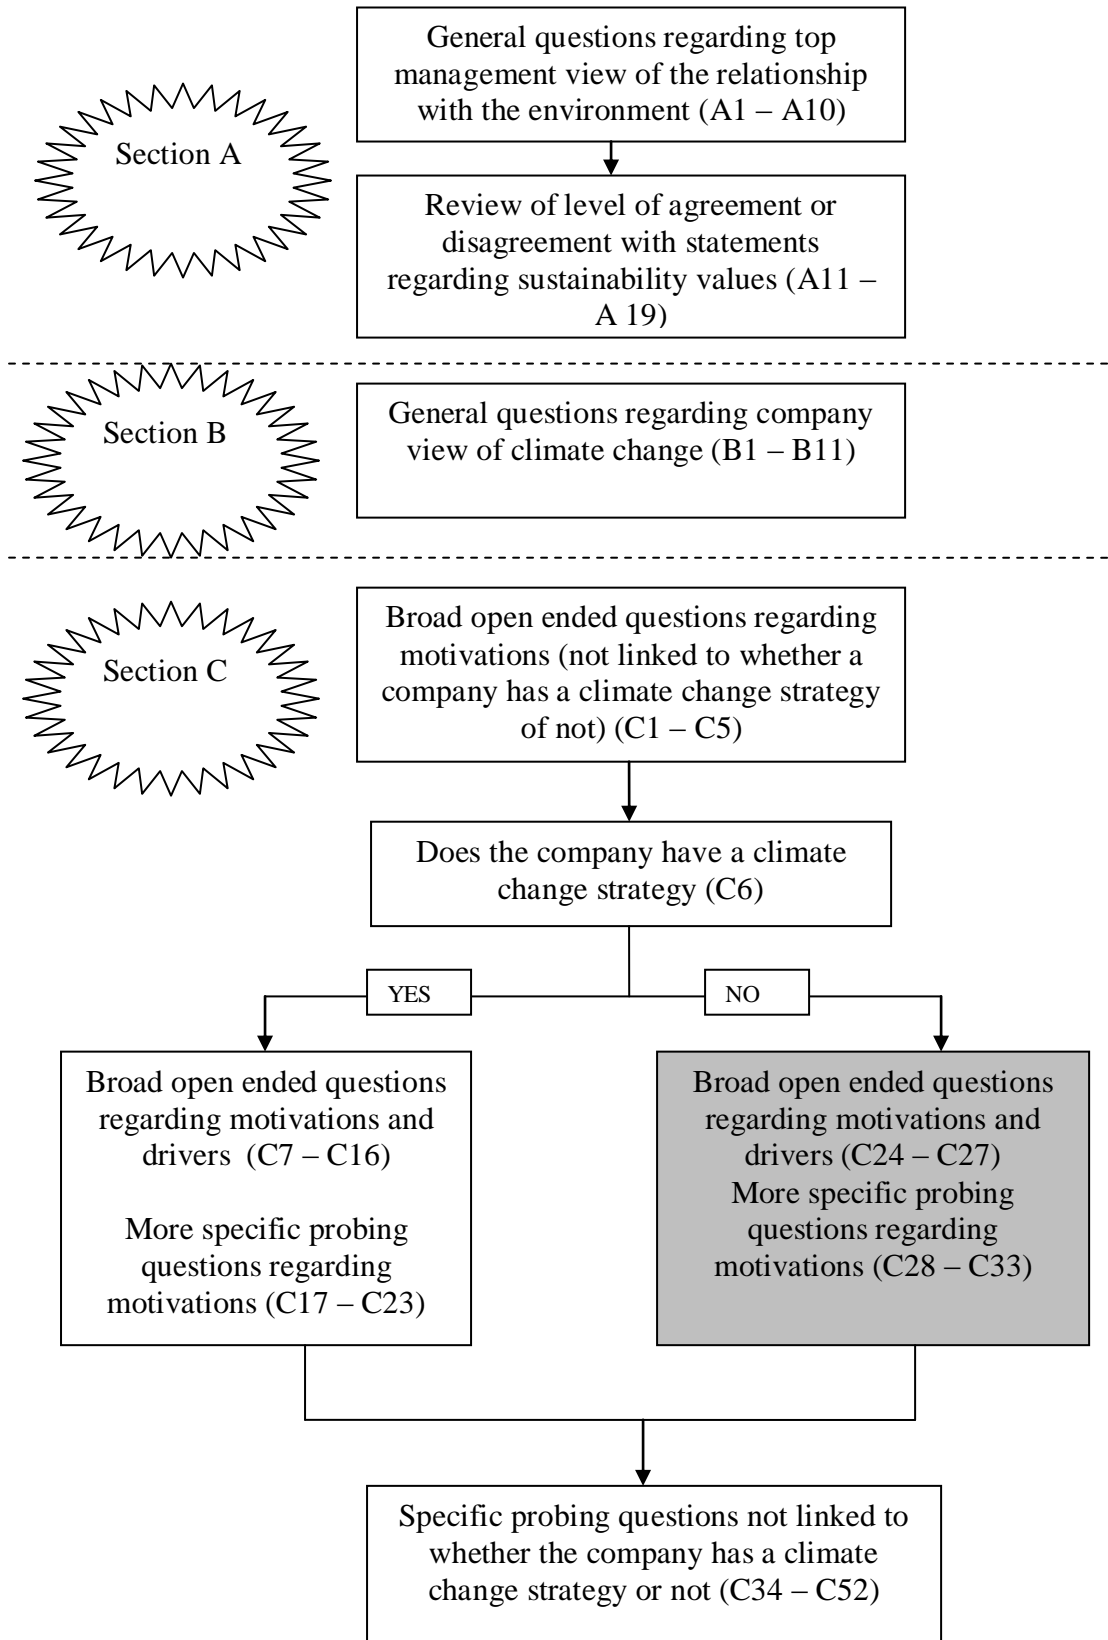 General questions regarding top
management view of the relationship
with the environment (A1 – A10)
Section A
Review of level of agreement or
disagreement with statements
regarding sustainability values (A11 –
A 19)
Section B
General questions regarding company
view of climate change (B1 – B11)
Section C
Broad open ended questions regarding
motivations (not linked to whether a
company has a climate change strategy
of not) (C1 – C5)
Does the company have a climate
change strategy (C6)
YES
NO
Broad open ended questions
regarding motivations and
drivers  (C7 – C16)
More specific probing
questions regarding
motivations (C17 – C23)
Broad open ended questions
regarding motivations and
drivers (C24 – C27)
More specific probing
questions regarding
motivations (C28 – C33)
Specific probing questions not linked to
whether the company has a climate
change strategy or not (C34 – C52)